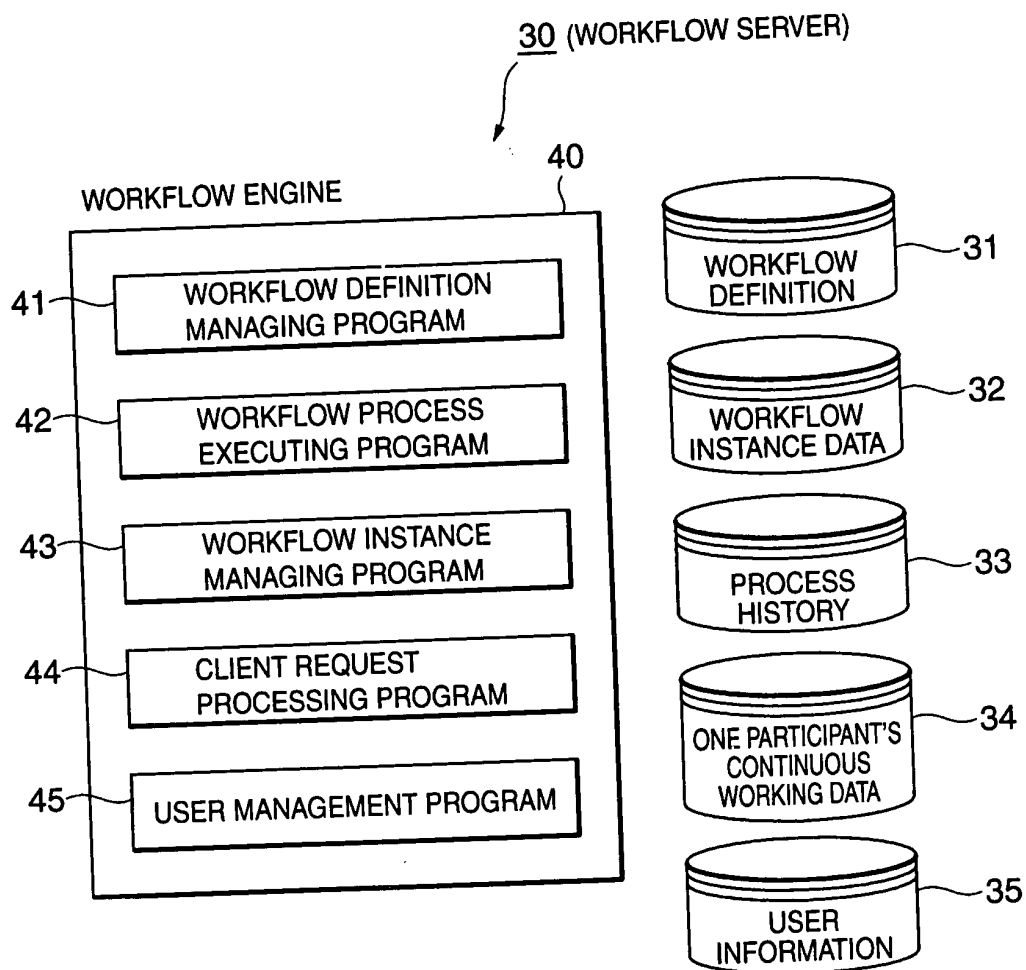 30 (WORKFLOW SERVER)
40
WORKFLOW ENGINE
41
WORKFLOW DEFINITION
MANAGING PROGRAM
42
WORKFLOW PROCESS
EXECUTING PROGRAM
43
WORKFLOW INSTANCE
MANAGING PROGRAM
44
CLIENT REQUEST
PROCESSING PROGRAM
45
USER MANAGEMENT PROGRAM
WORKFLOW
DEFINITION
31
WORKFLOW
INSTANCE DATA
32
PROCESS
HISTORY
33
ONE PARTICIPANT'S
CONTINUOUS
WORKING DATA
34
USER
INFORMATION
35